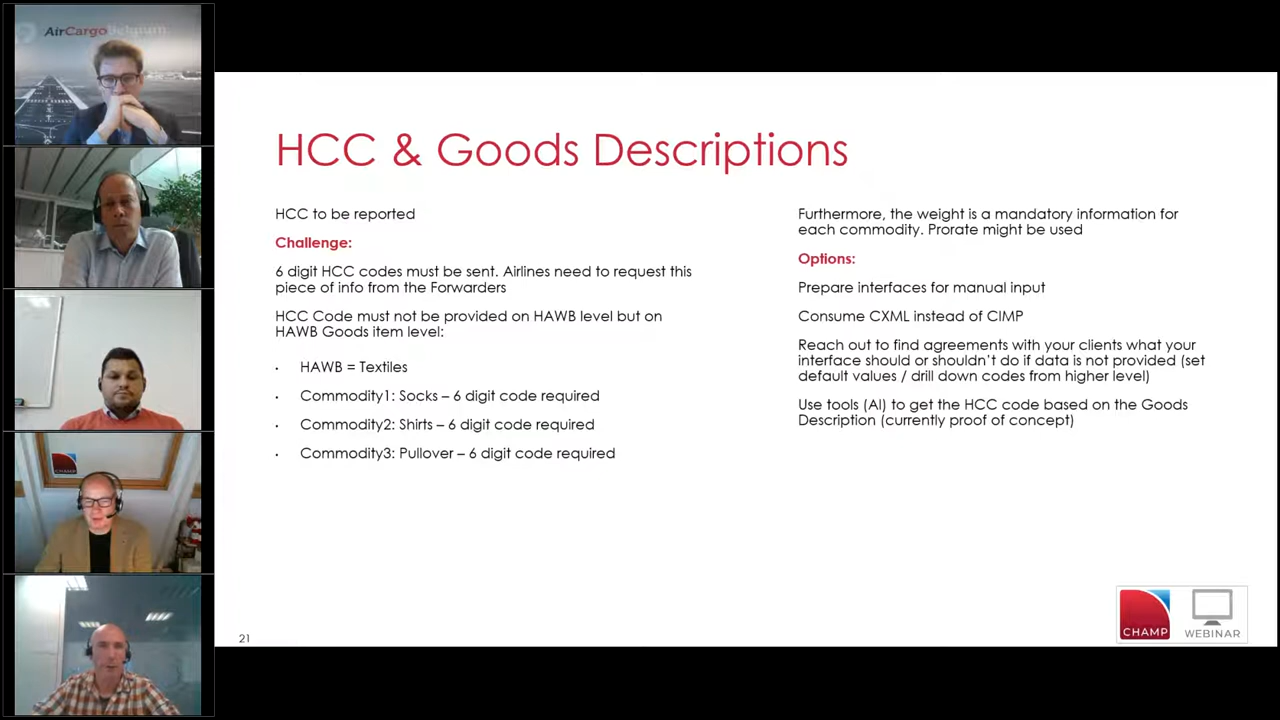 AirCargo Belgium
HCC & Goods Descriptions
HCC to be reported
Challenge:
6 digit HCC codes must be sent. Airlines need to request this
piece of info from the Forwarders
HCC Code must not be provided on HAWB level but on
HAWB Goods item level:
• HAWB = Textiles
• Commodity1: Socks – 6 digit code required
• Commodity2: Shirts – 6 digit code required
• Commodity3: Pullover – 6 digit code required
Furthermore, the weight is a mandatory information for
each commodity. Prorate might be used
Options:
Prepare interfaces for manual input
Consume CXML instead of CIMP
Reach out to find agreements with your clients what your
interface should or shouldn't do if data is not provided (set
default values / drill down codes from higher level)
Use tools (AI) to get the HCC code based on the Goods
Description (currently proof of concept)
21
CHAMP
WEBINAR